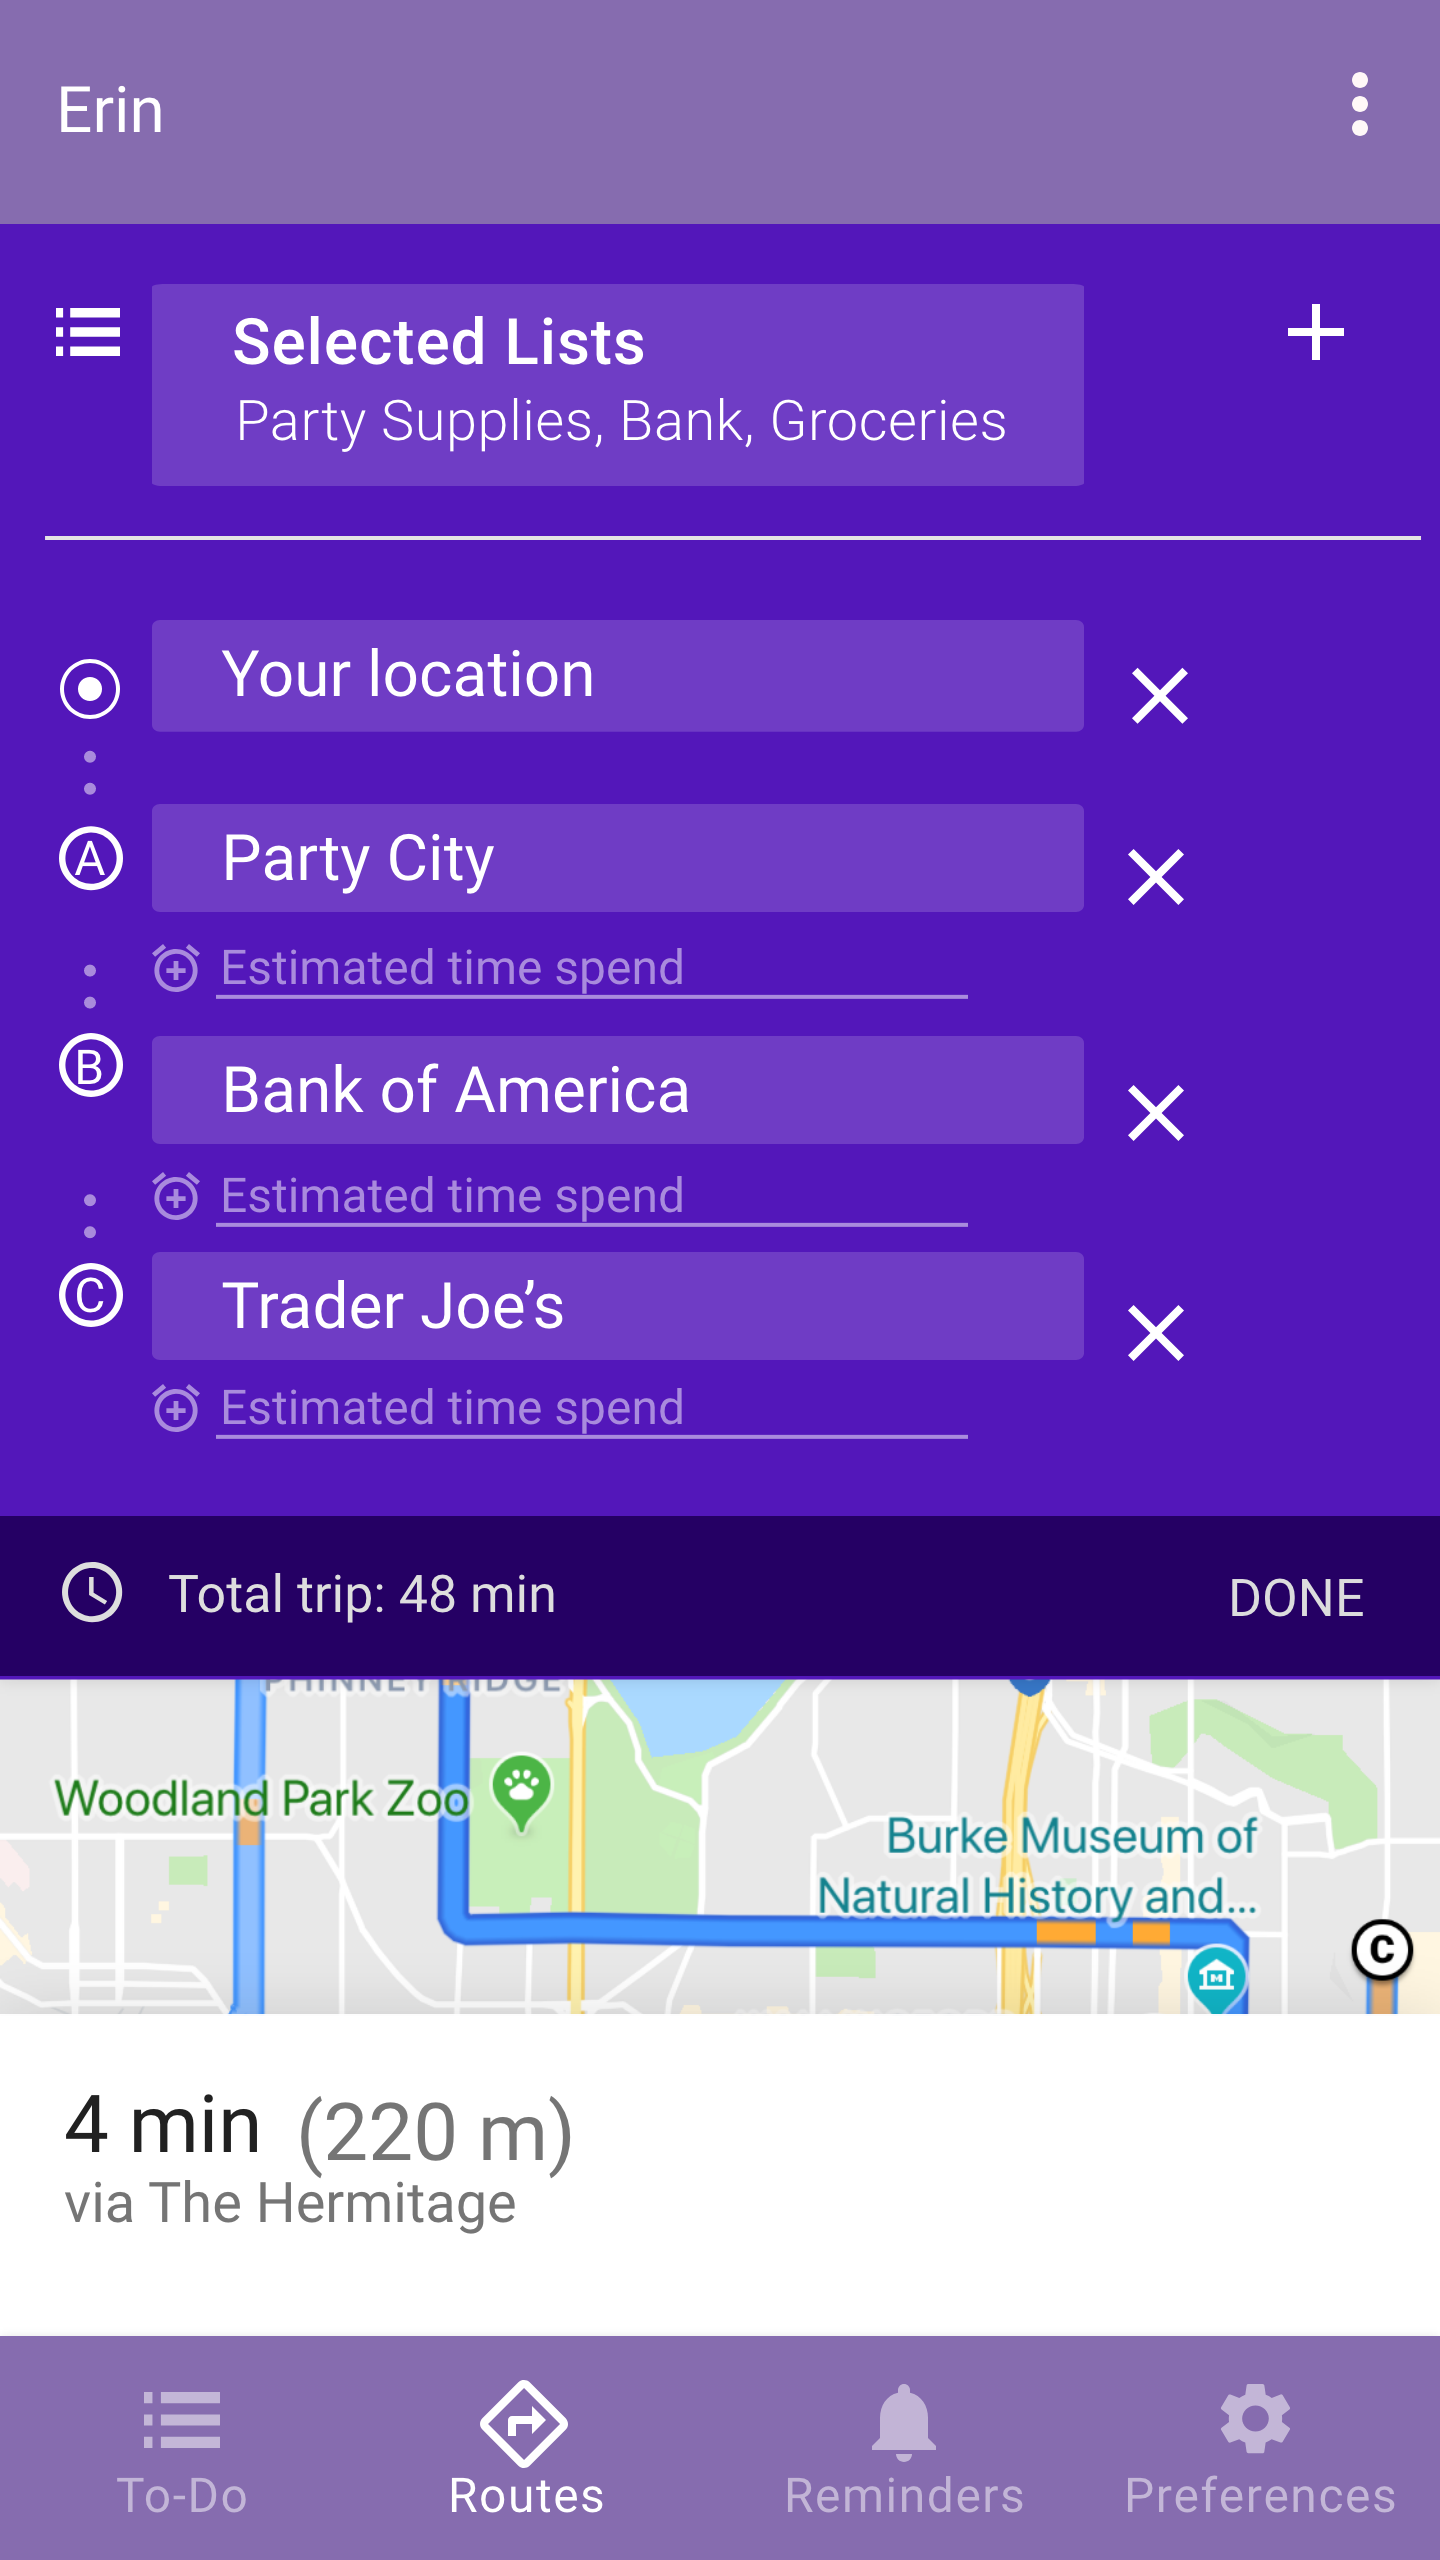 Erin
Selected Lists
Party Supplies, Bank, Groceries
Your location
A
Party City
Estimated time spend
B
Bank of America
Estimated time spend
C
Trader Joe’s
Estimated time spend
Total trip: 48 min
DONE
PHINNEY RIDGE
Woodland Park Zoo
Burke Museum of
Natural History and...
C
4 min (220 m)
via The Hermitage
To-Do
Routes
Reminders
Preferences